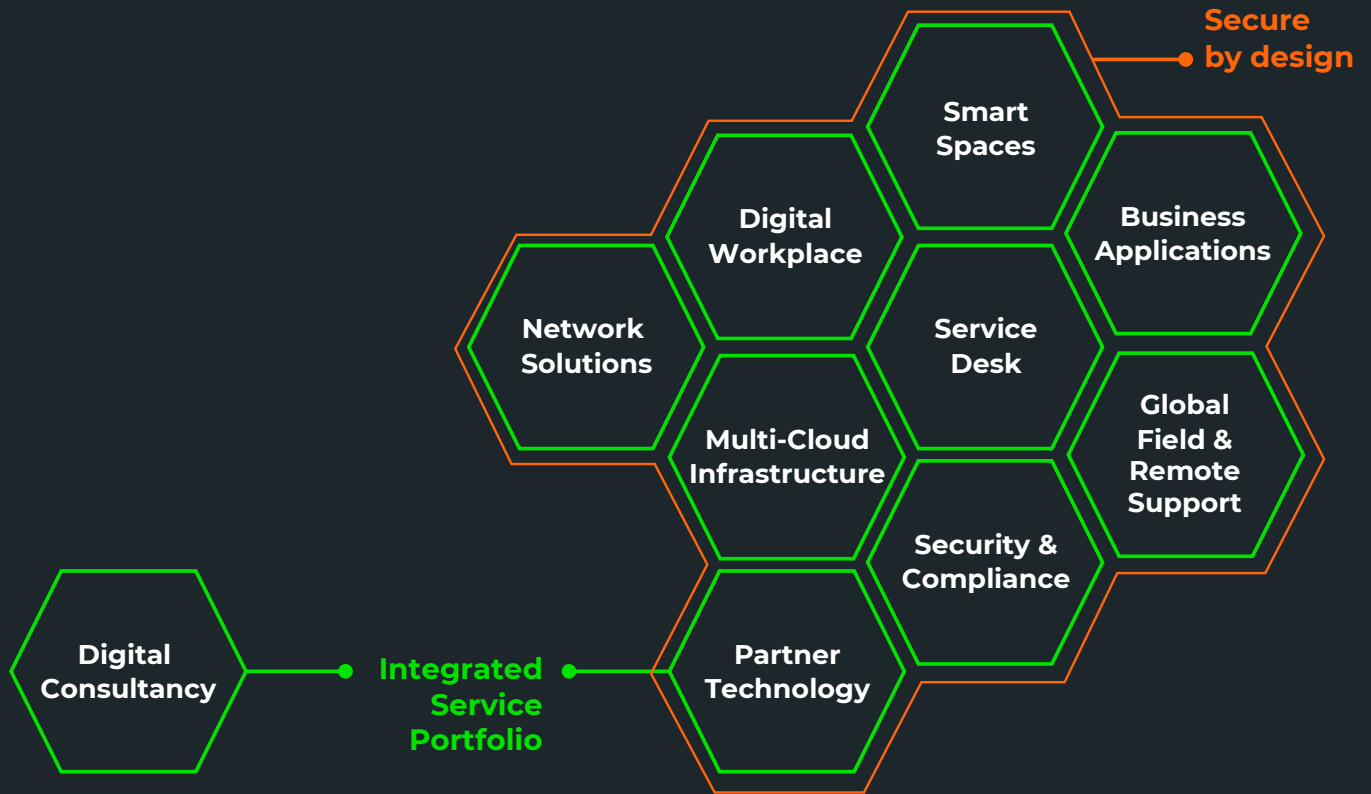 Secure
by design
Smart
Spaces
Digital
Workplace
Business
Applications
Network
Solutions
Service
Desk
Multi-Cloud
Infrastructure
Global
Field &
Remote
Support
Security &
Compliance
Digital
Consultancy
Integrated
Service
Portfolio
Partner
Technology